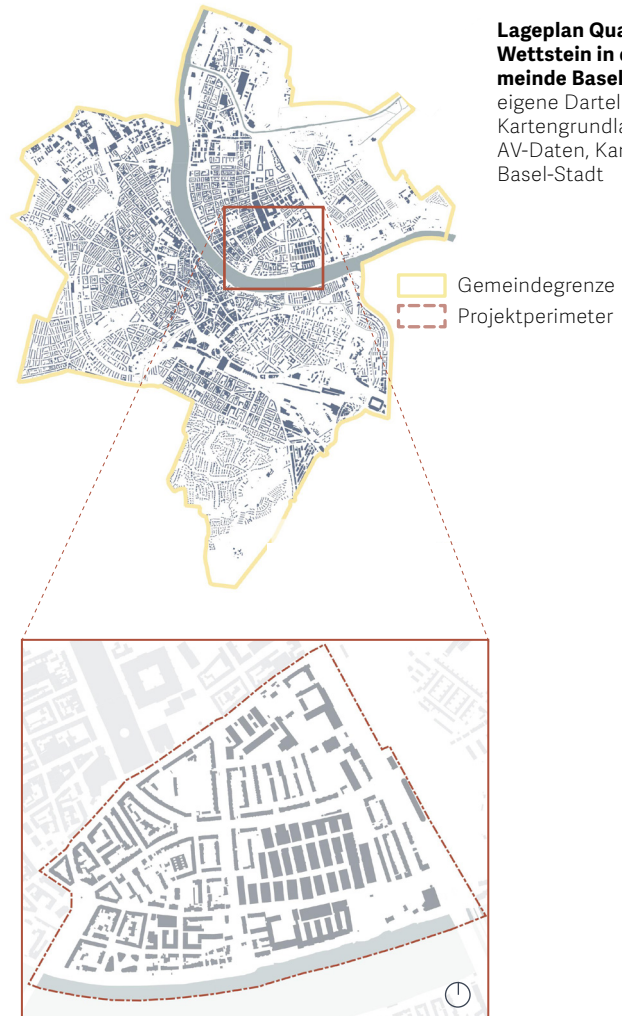 Lageplan Qua
Wettstein in
meinde Basel
eigene Dartel
Kartengrundla
AV-Daten, Kar
Basel-Stadt
Gemeindegrenze
Projektperimeter